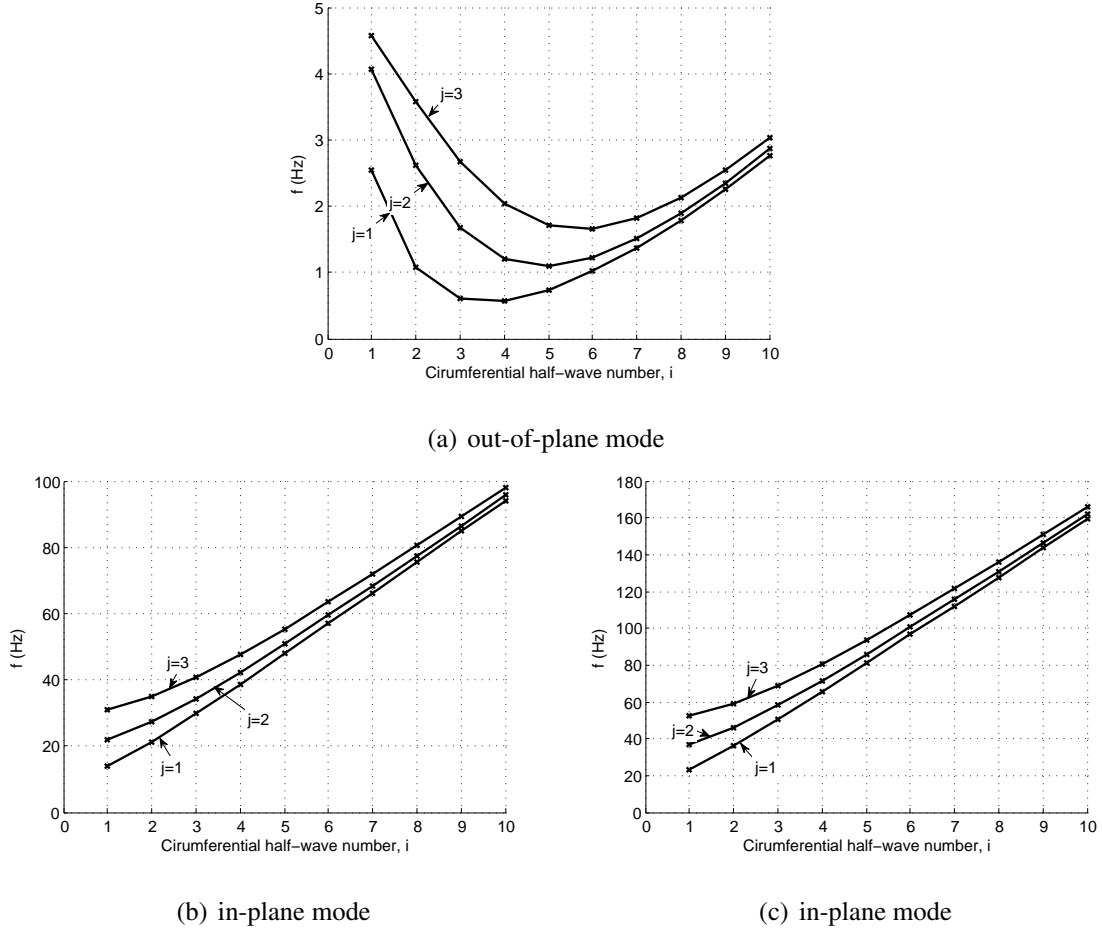 5
4
3
2
1
0
f (Hz)
j=3
j=2
j=1
0 1 2 3 4 5 6 7 8 9 10
Cirumferential half−wave number, i
(a) out-of-plane mode
100
80
60
40
20
0
f (Hz)
j=3
j=2
j=1
0 1 2 3 4 5 6 7 8 9 10
Cirumferential half−wave number, i
(b) in-plane mode
180
160
140
120
100
80
60
40
20
0
f (Hz)
j=3
j=2
j=1
0 1 2 3 4 5 6 7 8 9 10
Cirumferential half−wave number, i
(c) in-plane mode